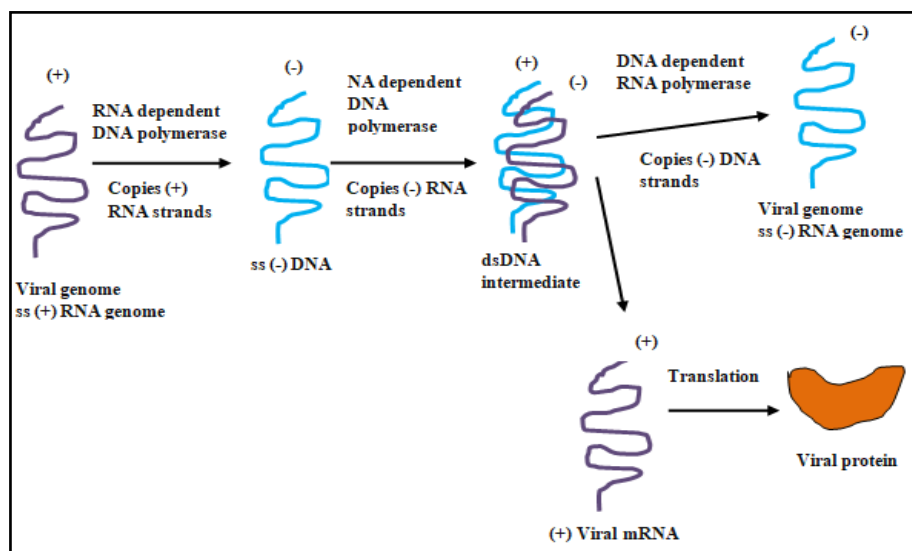 (+)
RNA dependent
DNA polymerase
Copies (+)
RNA strands
Viral genome
ss (+) RNA genome
(-)
ss (-) DNA
NA dependent
DNA
polymerase
Copies (-) RNA
strands
(+)
(-)
dsDNA
intermediate
DNA dependent
RNA polymerase
Copies (-) DNA
strands
(-)
Viral genome
ss (-) RNA genome
(+)
(+) Viral mRNA
Translation
Viral protein